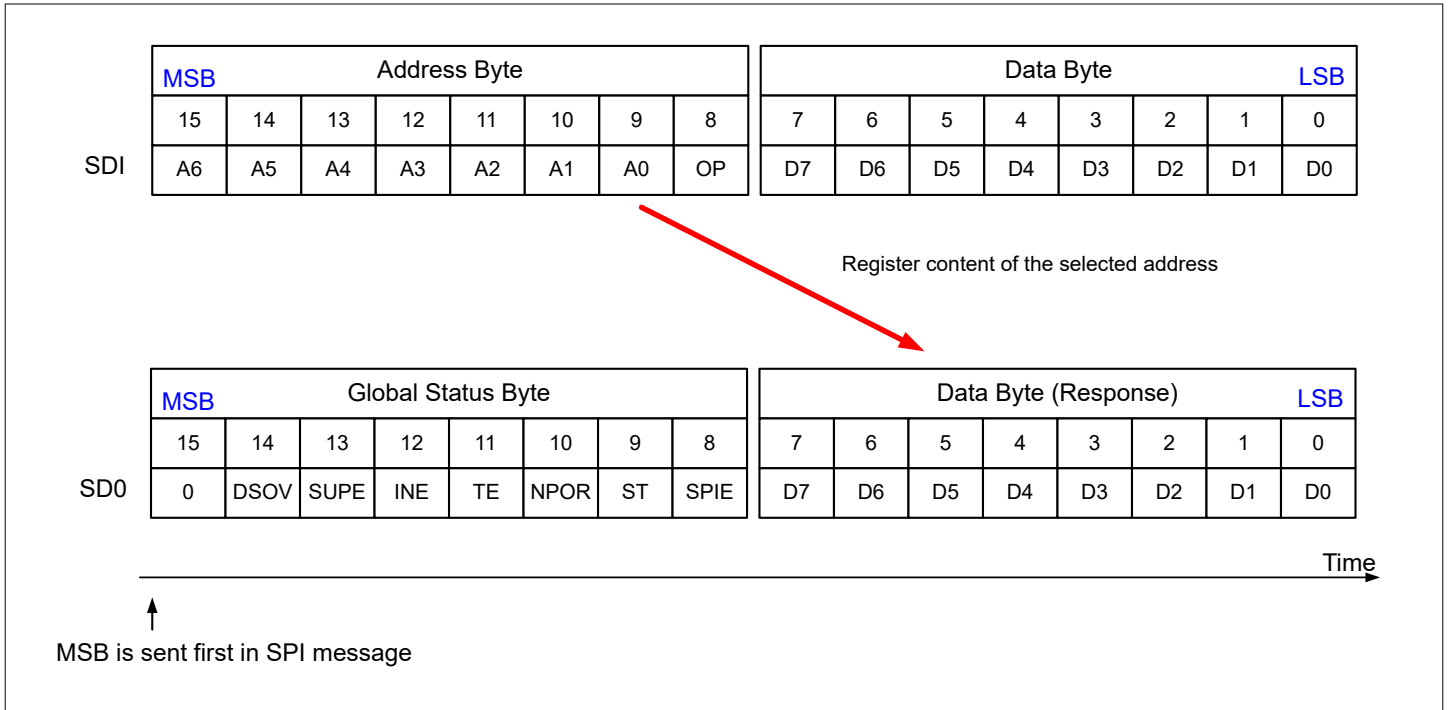 MSB Address Byte Data Byte LSB
15 14 13 12 11 10 9 8 7 6 5 4 3 2 1 0
SDI A6 A5 A4 A3 A2 A1 A0 OP D7 D6 D5 D4 D3 D2 D1 D0
Register content of the selected address
MSB Global Status Byte Data Byte (Response) LSB
15 14 13 12 11 10 9 8 7 6 5 4 3 2 1 0
SD0 0 DSOV SUPE INE TE NPOR ST SPIE D7 D6 D5 D4 D3 D2 D1 D0
Time
MSB is sent first in SPI message